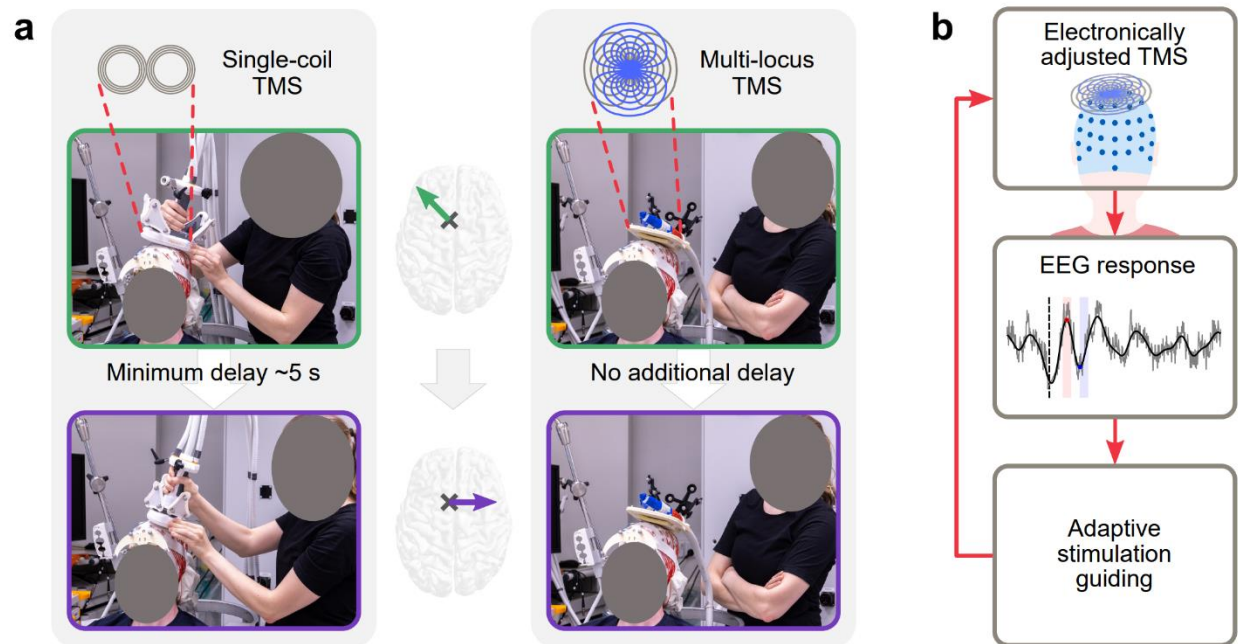 a
Single-coil
TMS
Multi-locus
TMS
Minimum delay ~5 s
No additional delay
b
Electronically
adjusted TMS
EEG response
Adaptive
stimulation
guiding